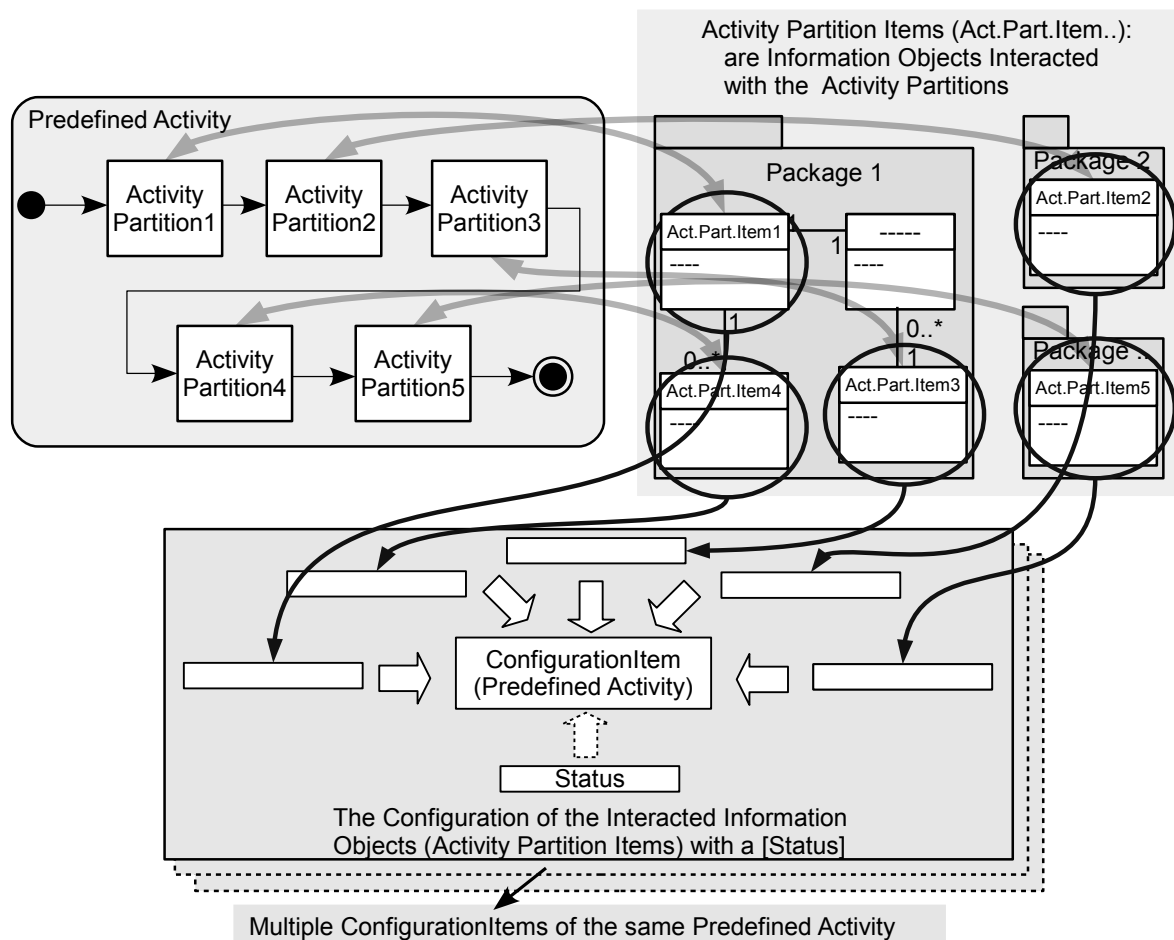 Activity Partition Items (Act.Part.Item..):
are Information Objects Interacted
with the Activity Partitions
Predefined Activity
Activity
Partition1
Activity
Partition2
Activity
Partition3
Activity
Partition4
Activity
Partition5
Package 1
Act.Part.Item1
----
1
1
-----
----
1
0..*
0..*
1
Act.Part.Item4
----
Act.Part.Item3
----
Package 2
Act.Part.Item2
----
Package ..
Act.Part.Item5
----
ConfigurationItem
(Predefined Activity)
Status
The Configuration of the Interacted Information
Objects (Activity Partition Items) with a [Status]
Multiple ConfigurationItems of the same Predefined Activity